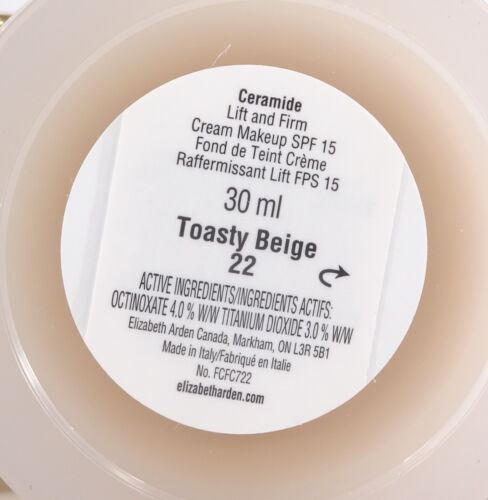 Ceramide
Lift and Firm
Cream Makeup SPF 15
Fond de Teint Crème
Raffermissant Lift FPS 15
30 ml
Toasty Beige
22
ACTIVE INGREDIENTS/INGREDIENTS ACTIFS:
OCTINOXATE 4.0 % W/W TITANIUM DIOXIDE 3.0 % W/W
Elizabeth Arden Canada, Markham, ON L3R 5B1
Made in Italy/Fabriqué en Italie
No. FCFC722
elizabetharden.com